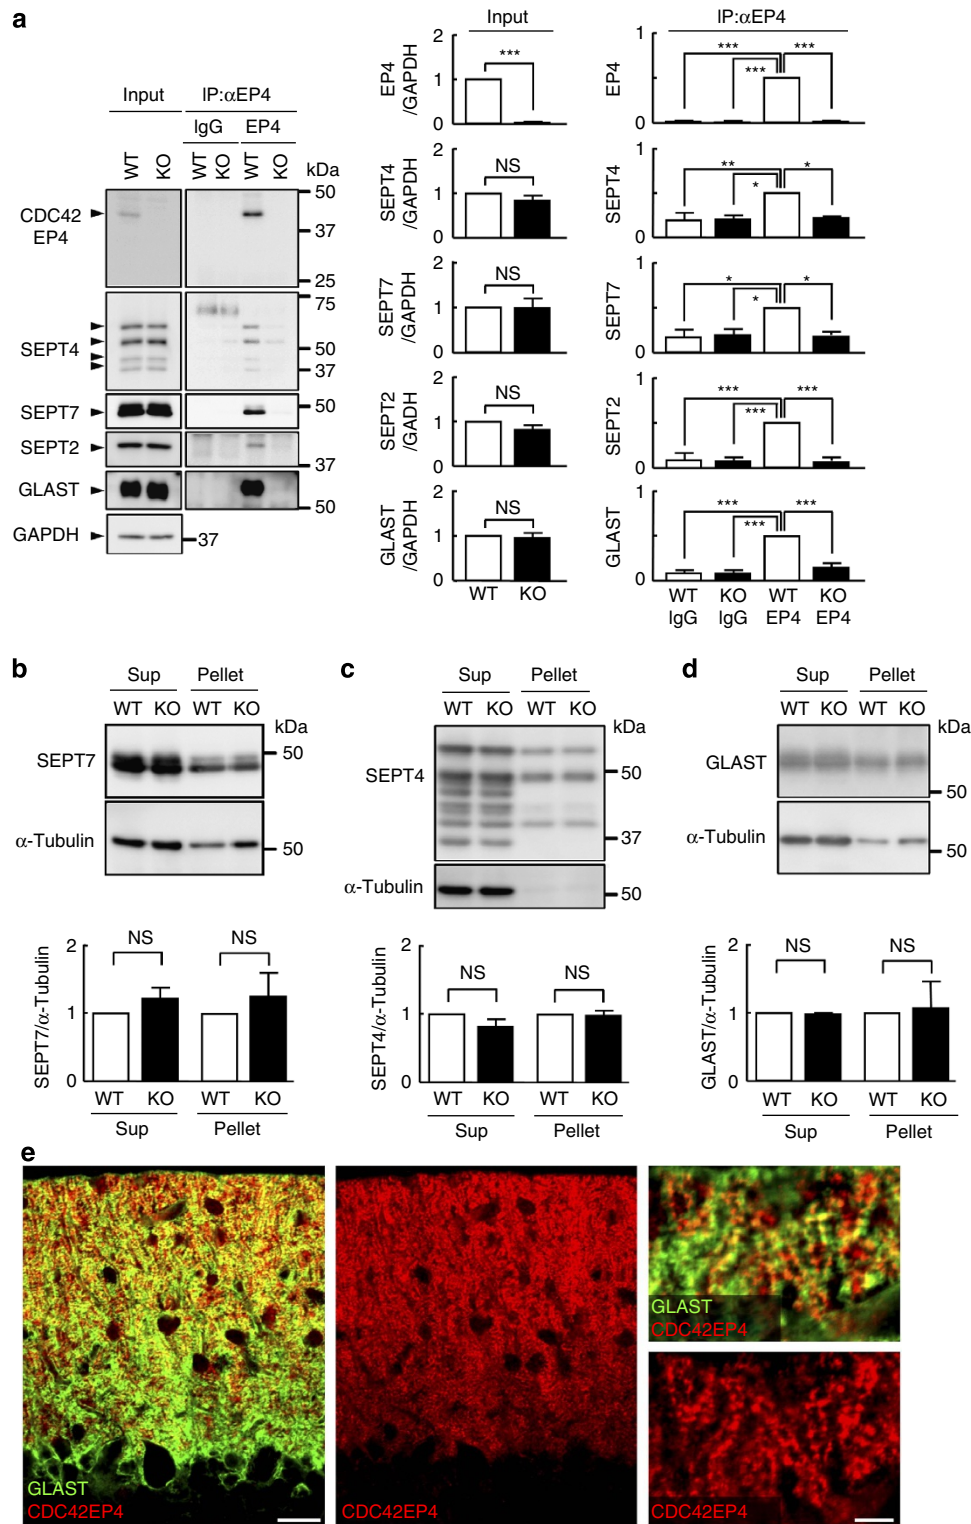 a
Input
IP:αEP4
IgG
EP4
WT
KO
WT
KO
WT
KO
kDa
CDC42
EP4
50
37
25
SEPT4
75
50
37
SEPT7
50
SEPT2
37
GLAST
50
GAPDH
37
Input
2
1
0
EP4
/GAPDH
***
2
1
0
SEPT4
/GAPDH
NS
2
1
0
SEPT7
/GAPDH
NS
2
1
0
SEPT2
/GADH
NS
2
1
0
GLAST
/GAPDH
NS
WT
KO
IP:αEP4
1
0
EP4
***
***
***
1
0
SEPT4
**
*
*
1
0
SEPT7
*
*
*
1
0
SEPT2
***
***
***
1
0
GLAST
***
***
***
WT
IgG
KO
IgG
WT
EP4
KO
EP4
b
Sup
Pellet
WT KO WT KO
kDa
SEPT7
50
α-Tubulin
50
2
1
0
SEPT7/α-Tubulin
NS
NS
WT
KO
WT
KO
Sup
Pellet
c
Sup
Pellet
WT KO WT KO
kDa
SEPT4
50
37
α-Tubulin
50
2
1
0
SEPT4/α-Tubulin
NS
NS
WT
KO
WT
KO
Sup
Pellet
d
Sup
Pellet
WT KO WT KO
kDa
GLAST
50
α-Tubulin
50
2
1
0
GLAST/α-Tubulin
NS
NS
WT
KO
WT
KO
Sup
Pellet
e
GLAST
CDC42EP4
CDC42EP4
GLAST
CDC42EP4
CDC42EP4